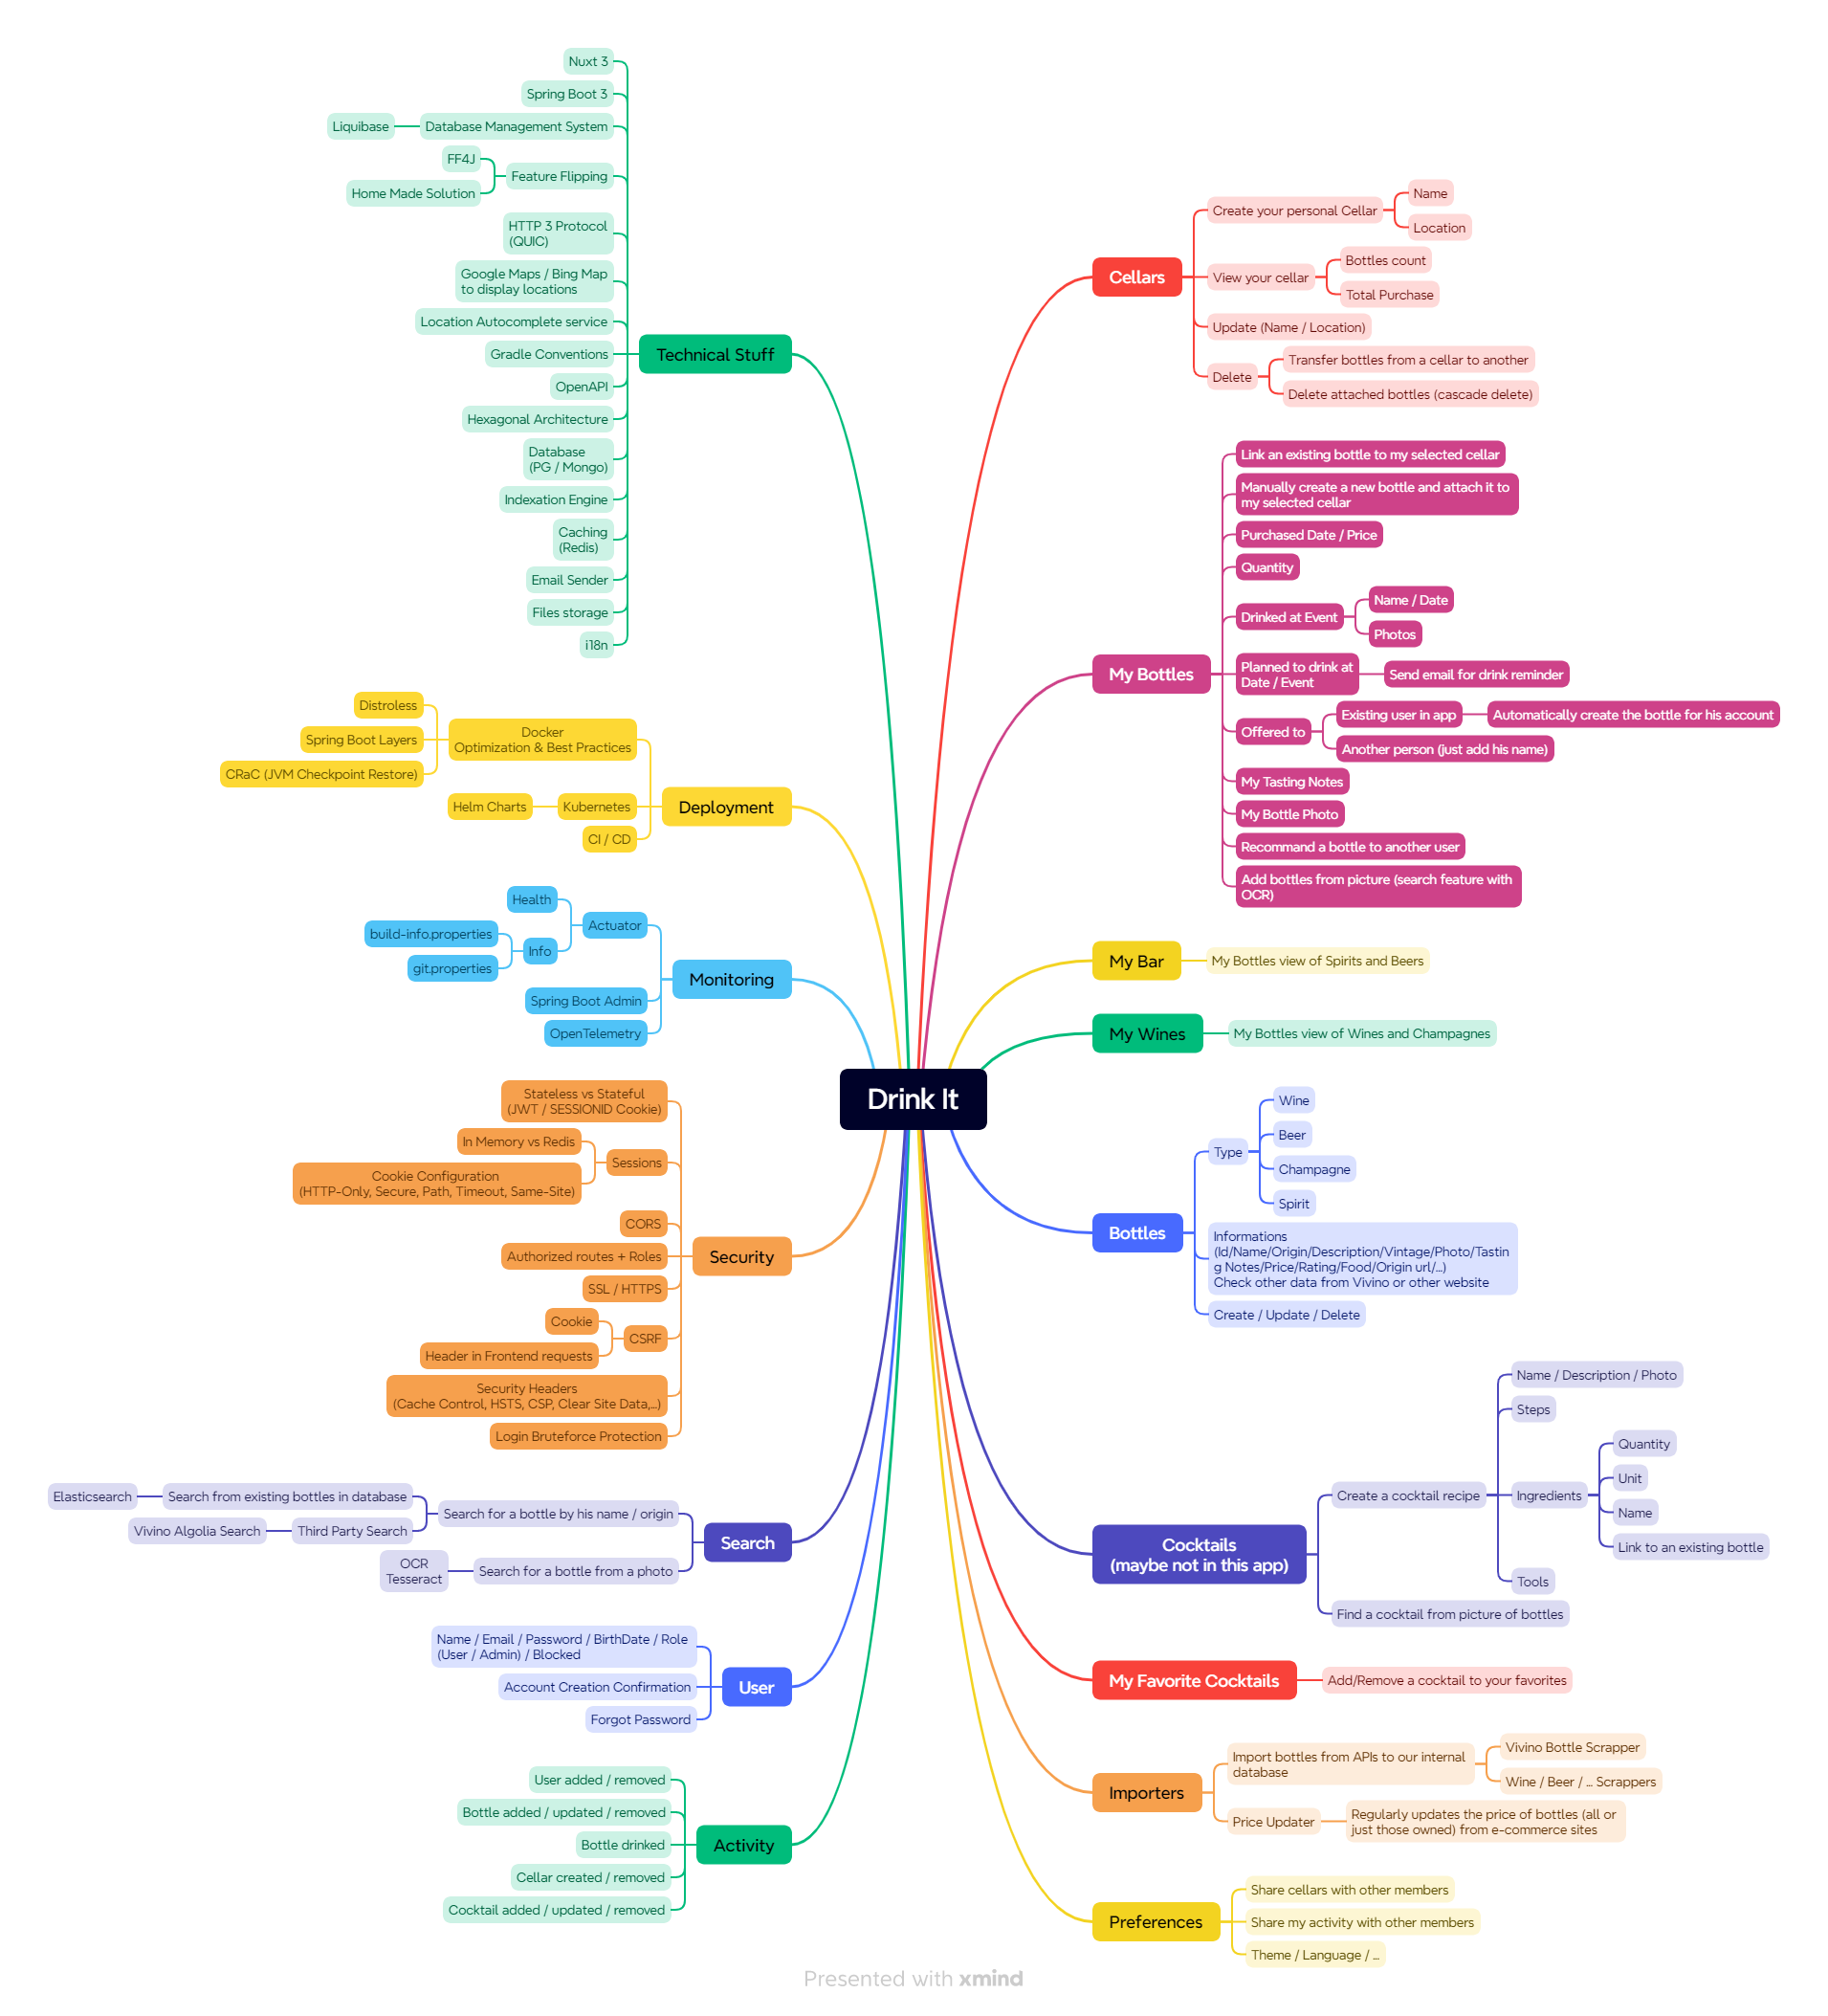 Drink It
Technical Stuff
Nuxt 3
Spring Boot 3
Database Management System
Liquibase
Feature Flipping
FF4J
Home Made Solution
HTTP 3 Protocol
(QUIC)
Google Maps / Bing Map
to display locations
Location Autocomplete service
Gradle Conventions
OpenAPI
Hexagonal Architecture
Database
(PG / Mongo)
Indexation Engine
Caching
(Redis)
Email Sender
Files storage
i18n
Deployment
Docker
Optimization & Best Practices
Distroless
Spring Boot Layers
CRaC (JVM Checkpoint Restore)
Kubernetes
Helm Charts
CI / CD
Monitoring
Actuator
Health
Info
build-info.properties
git.properties
Spring Boot Admin
OpenTelemetry
Security
Stateless vs Stateful
(JWT / SESSIONID Cookie)
Sessions
In Memory vs Redis
Cookie Configuration
(HTTP-Only, Secure, Path, Timeout, Same-Site)
CORS
Authorized routes + Roles
SSL / HTTPS
CSRF
Cookie
Header in Frontend requests
Security Headers
(Cache Control, HSTS, CSP, Clear Site Data,...)
Login Bruteforce Protection
Search
Search for a bottle by his name / origin
Search from existing bottles in database
Elasticsearch
Third Party Search
Vivino Algolia Search
Search for a bottle from a photo
OCR
Tesseract
User
Name / Email / Password / BirthDate / Role
(User / Admin) / Blocked
Account Creation Confirmation
Forgot Password
Activity
User added / removed
Bottle added / updated / removed
Bottle drinked
Cellar created / removed
Cocktail added / updated / removed
Cellars
Create your personal Cellar
Name
Location
View your cellar
Bottles count
Total Purchase
Update (Name / Location)
Delete
Transfer bottles from a cellar to another
Delete attached bottles (cascade delete)
My Bottles
Link an existing bottle to my selected cellar
Manually create a new bottle and attach it to
my selected cellar
Purchased Date / Price
Quantity
Drinked at Event
Name / Date
Photos
Planned to drink at
Date / Event
Send email for drink reminder
Offered to
Existing user in app
Automatically create the bottle for his account
Another person (just add his name)
My Tasting Notes
My Bottle Photo
Recommand a bottle to another user
Add bottles from picture (search feature with
OCR)
My Bar
My Bottles view of Spirits and Beers
My Wines
My Bottles view of Wines and Champagnes
Bottles
Type
Wine
Beer
Champagne
Spirit
Informations
(Id/Name/Origin/Description/Vintage/Photo/Tastin
g Notes/Price/Rating/Food/Origin url/...)
Check other data from Vivino or other website
Create / Update / Delete
Cocktails
(maybe not in this app)
Create a cocktail recipe
Name / Description / Photo
Steps
Ingredients
Quantity
Unit
Name
Link to an existing bottle
Tools
Find a cocktail from picture of bottles
My Favorite Cocktails
Add/Remove a cocktail to your favorites
Importers
Import bottles from APIs to our internal
database
Vivino Bottle Scrapper
Wine / Beer / ... Scrappers
Price Updater
Regularly updates the price of bottles (all or
just those owned) from e-commerce sites
Preferences
Share cellars with other members
Share my activity with other members
Theme / Language / ...
Presented with xmind